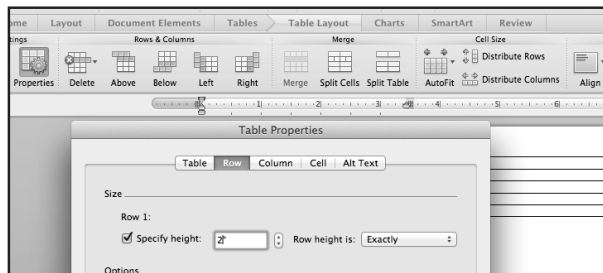 ome Layout Document Elements Tables Table Layout Charts SmartArt Review
tings Rows & Columns Merge Cell Size
Properties Delete Above Below Left Right Merge Split Cells Split Table AutoFit Distribute Rows
Distribute Columns Align
1 2 3 4 5 6
Table Properties
Table Row Column Cell Alt Text
Size
Row 1:
Specify height: 2" Row height is: Exactly
Options